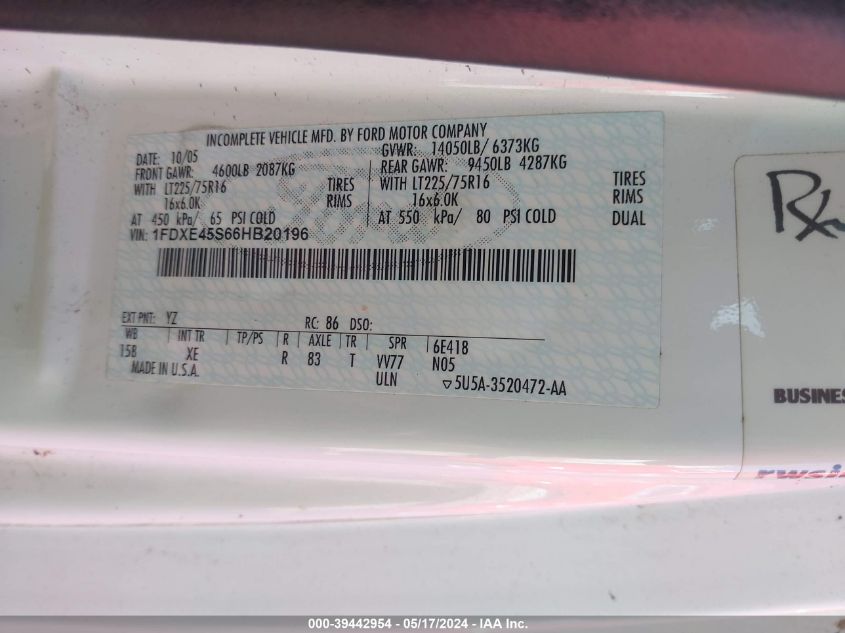 INCOMPLETE VEHICLE MFD. BY FORD MOTOR COMPANY
DATE: 10/05 GVWR: 14050LB/ 6373KG
FRONT GAWR: 4600LB 2087KG REAR GAWR: 9450LB 4287KG
WITH LT225/75R16 TIRES WITH LT225/75R16 TIRES
16x6.0K RIMS 16x6.0K RIMS
AT 450 kPa/ 65 PSI COLD AT 550 kPa/ 80 PSI COLD DUAL
VIN: 1FDXE45S66HB20196
EXT PNT: YZ RC: 86 DSO:
WB INT TR TP/PS R AXLE TR SPR 6E418
158 XE R 83 T VV77 N05
MADE IN U.S.A. ULN 5U5A-3520472-AA
Ford
BUSINES
rwsi
000-39442954 - 05/17/2024 - IAA Inc.